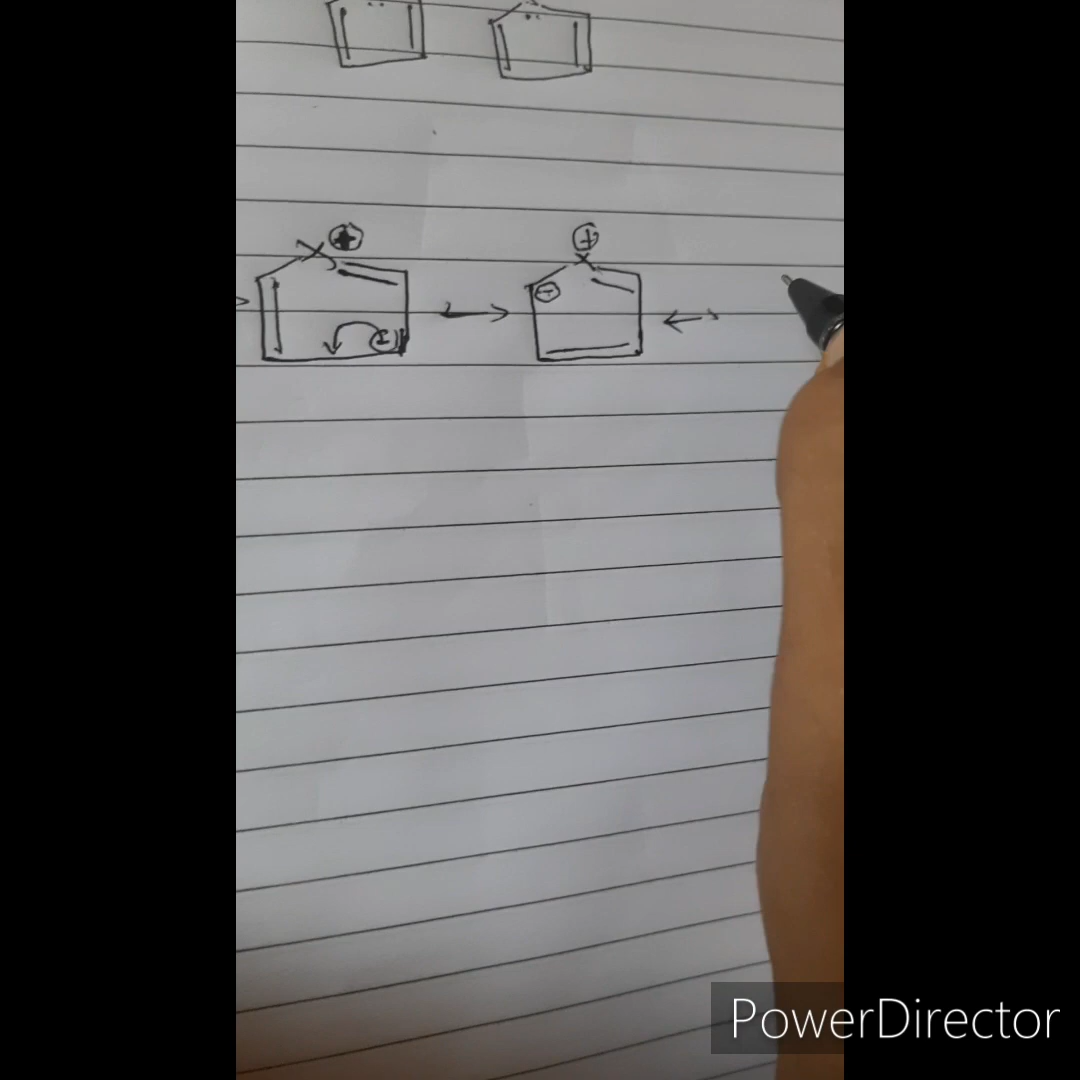 X ⊕ ⊕
X
⊖ ⊖
PowerDirector